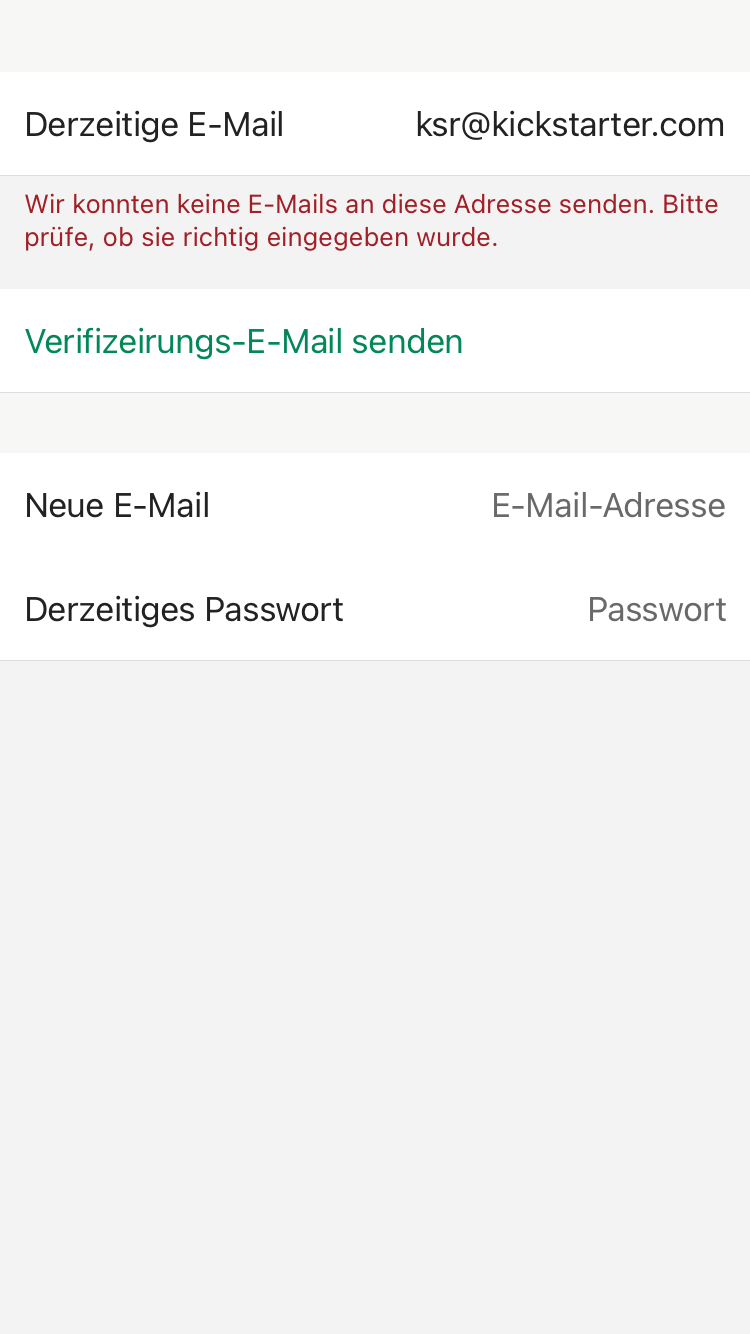 Derzeitige E-Mail ksr@kickstarter.com
Wir konnten keine E-Mails an diese Adresse senden. Bitte
prüfe, ob sie richtig eingegeben wurde.
Verifizeirungs-E-Mail senden
Neue E-Mail E-Mail-Adresse
Derzeitiges Passwort Passwort